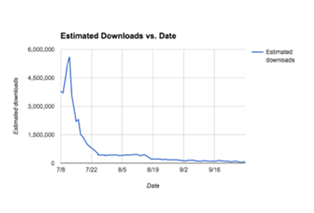 Estimated Downloads vs. Date
6,000,000
4,500,000
3,000,000
1,500,000
0
7/8 7/22 8/5 8/19 9/2 9/16
Date
Estimated downloads
Estimated
downloads